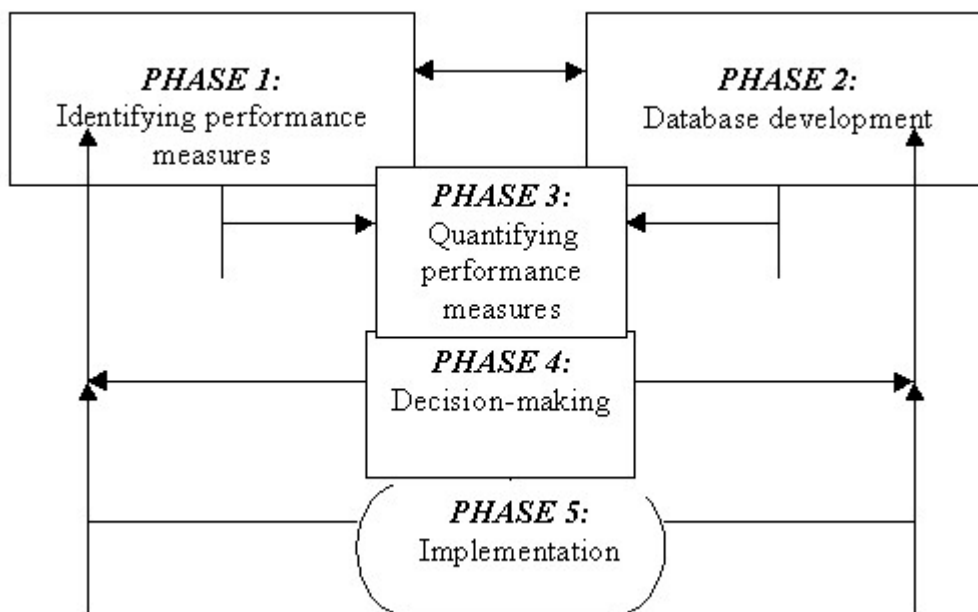 PHASE 1:
Identifying performance
measures
PHASE 2:
Database development
PHASE 3:
Quantifying
performance
measures
PHASE 4:
Decision-making
PHASE 5:
Implementation